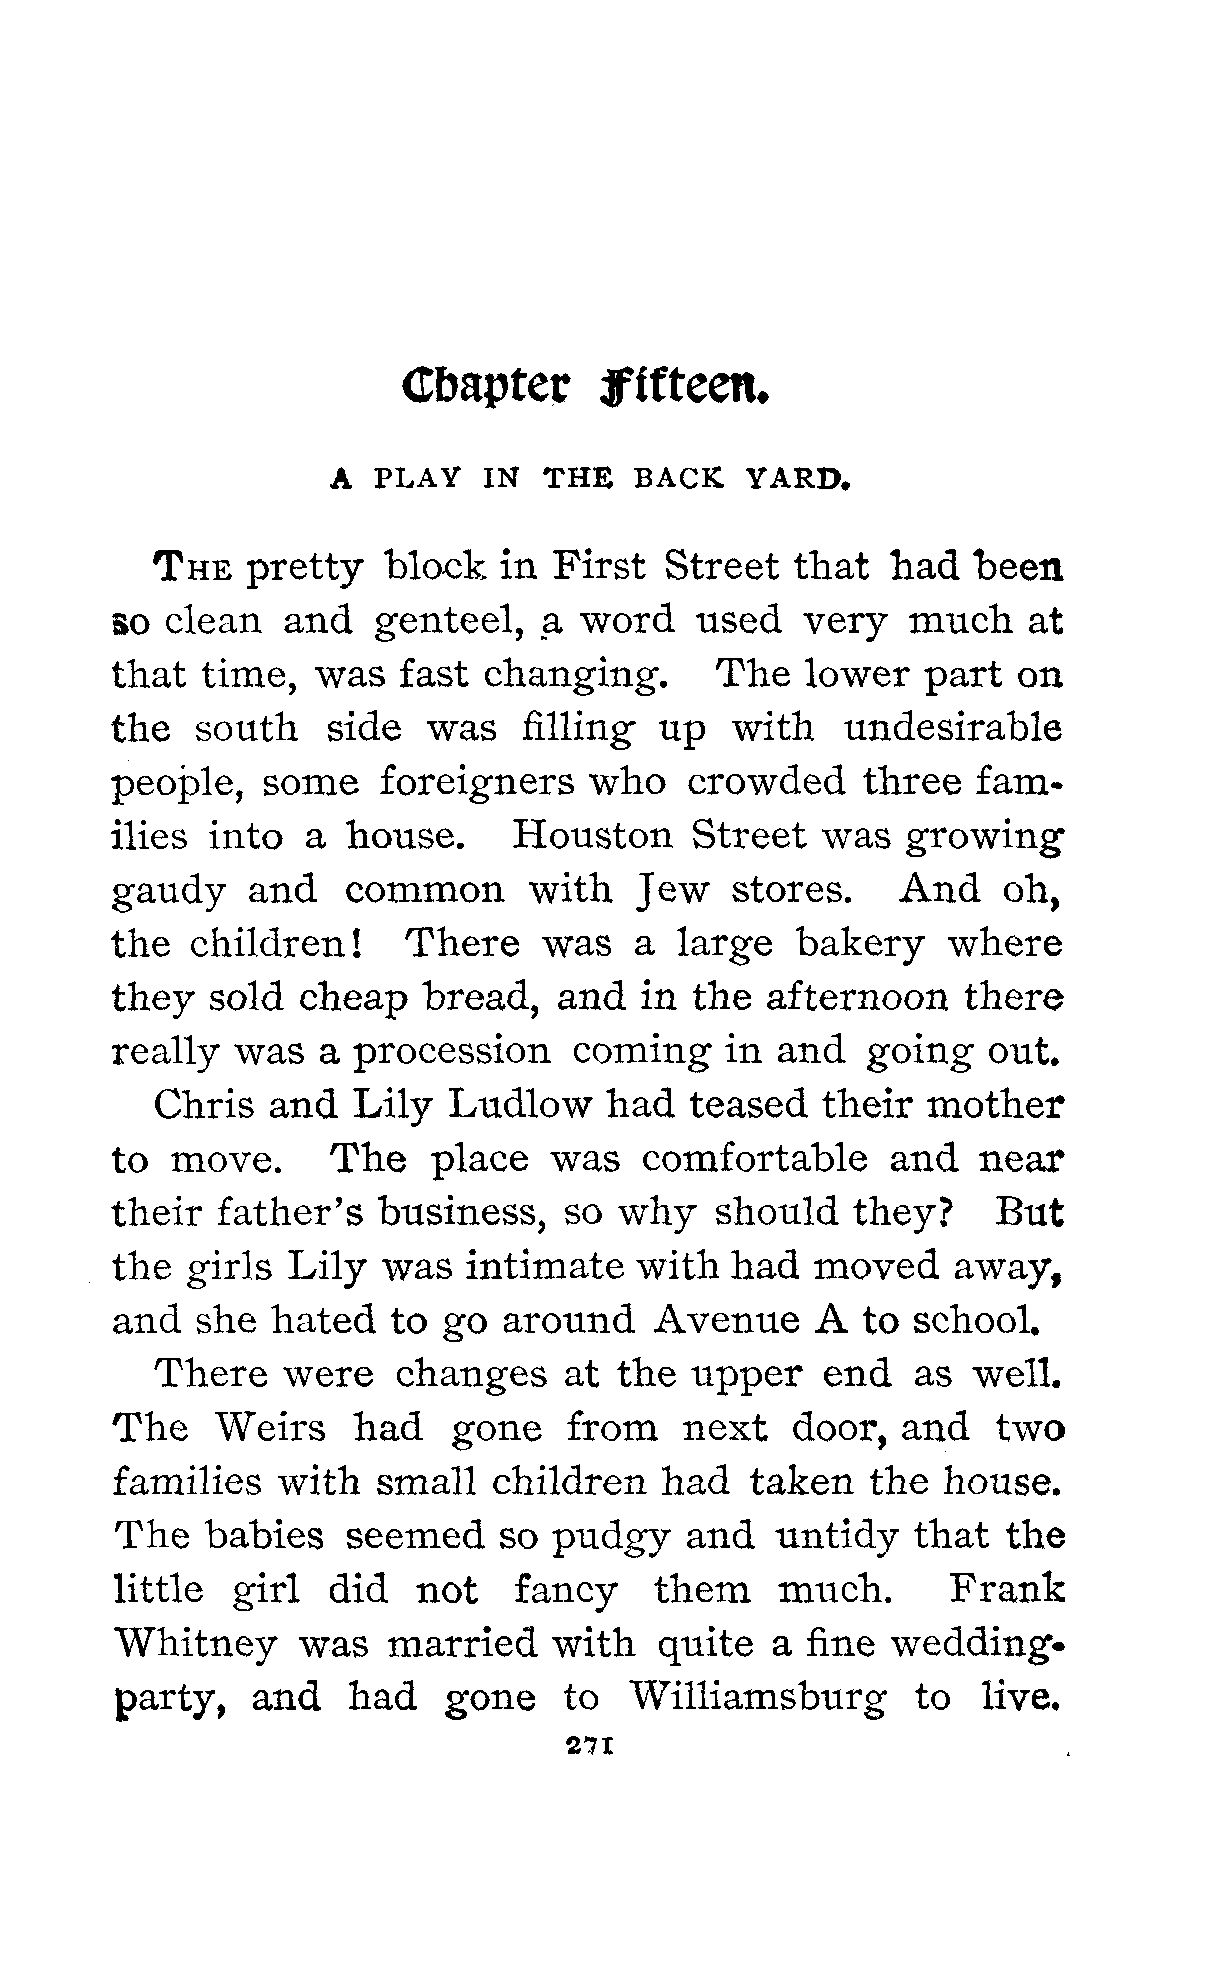 Chapter Fifteen.
A PLAY IN THE BACK YARD.
THE pretty block in First Street that had been
so clean and genteel, a word used very much at
that time, was fast changing. The lower part on
the south side was filling up with undesirable
people, some foreigners who crowded three fam-
ilies into a house. Houston Street was growing
gaudy and common with Jew stores. And oh,
the children! There was a large bakery where
they sold cheap bread, and in the afternoon there
really was a procession coming in and going out.
Chris and Lily Ludlow had teased their mother
to move. The place was comfortable and near
their father's business, so why should they? But
the girls Lily was intimate with had moved away,
and she hated to go around Avenue A to school.
There were changes at the upper end as well.
The Weirs had gone from next door, and two
families with small children had taken the house.
The babies seemed so pudgy and untidy that the
little girl did not fancy them much. Frank
Whitney was married with quite a fine wedding-
party, and had gone to Williamsburg to live.
271